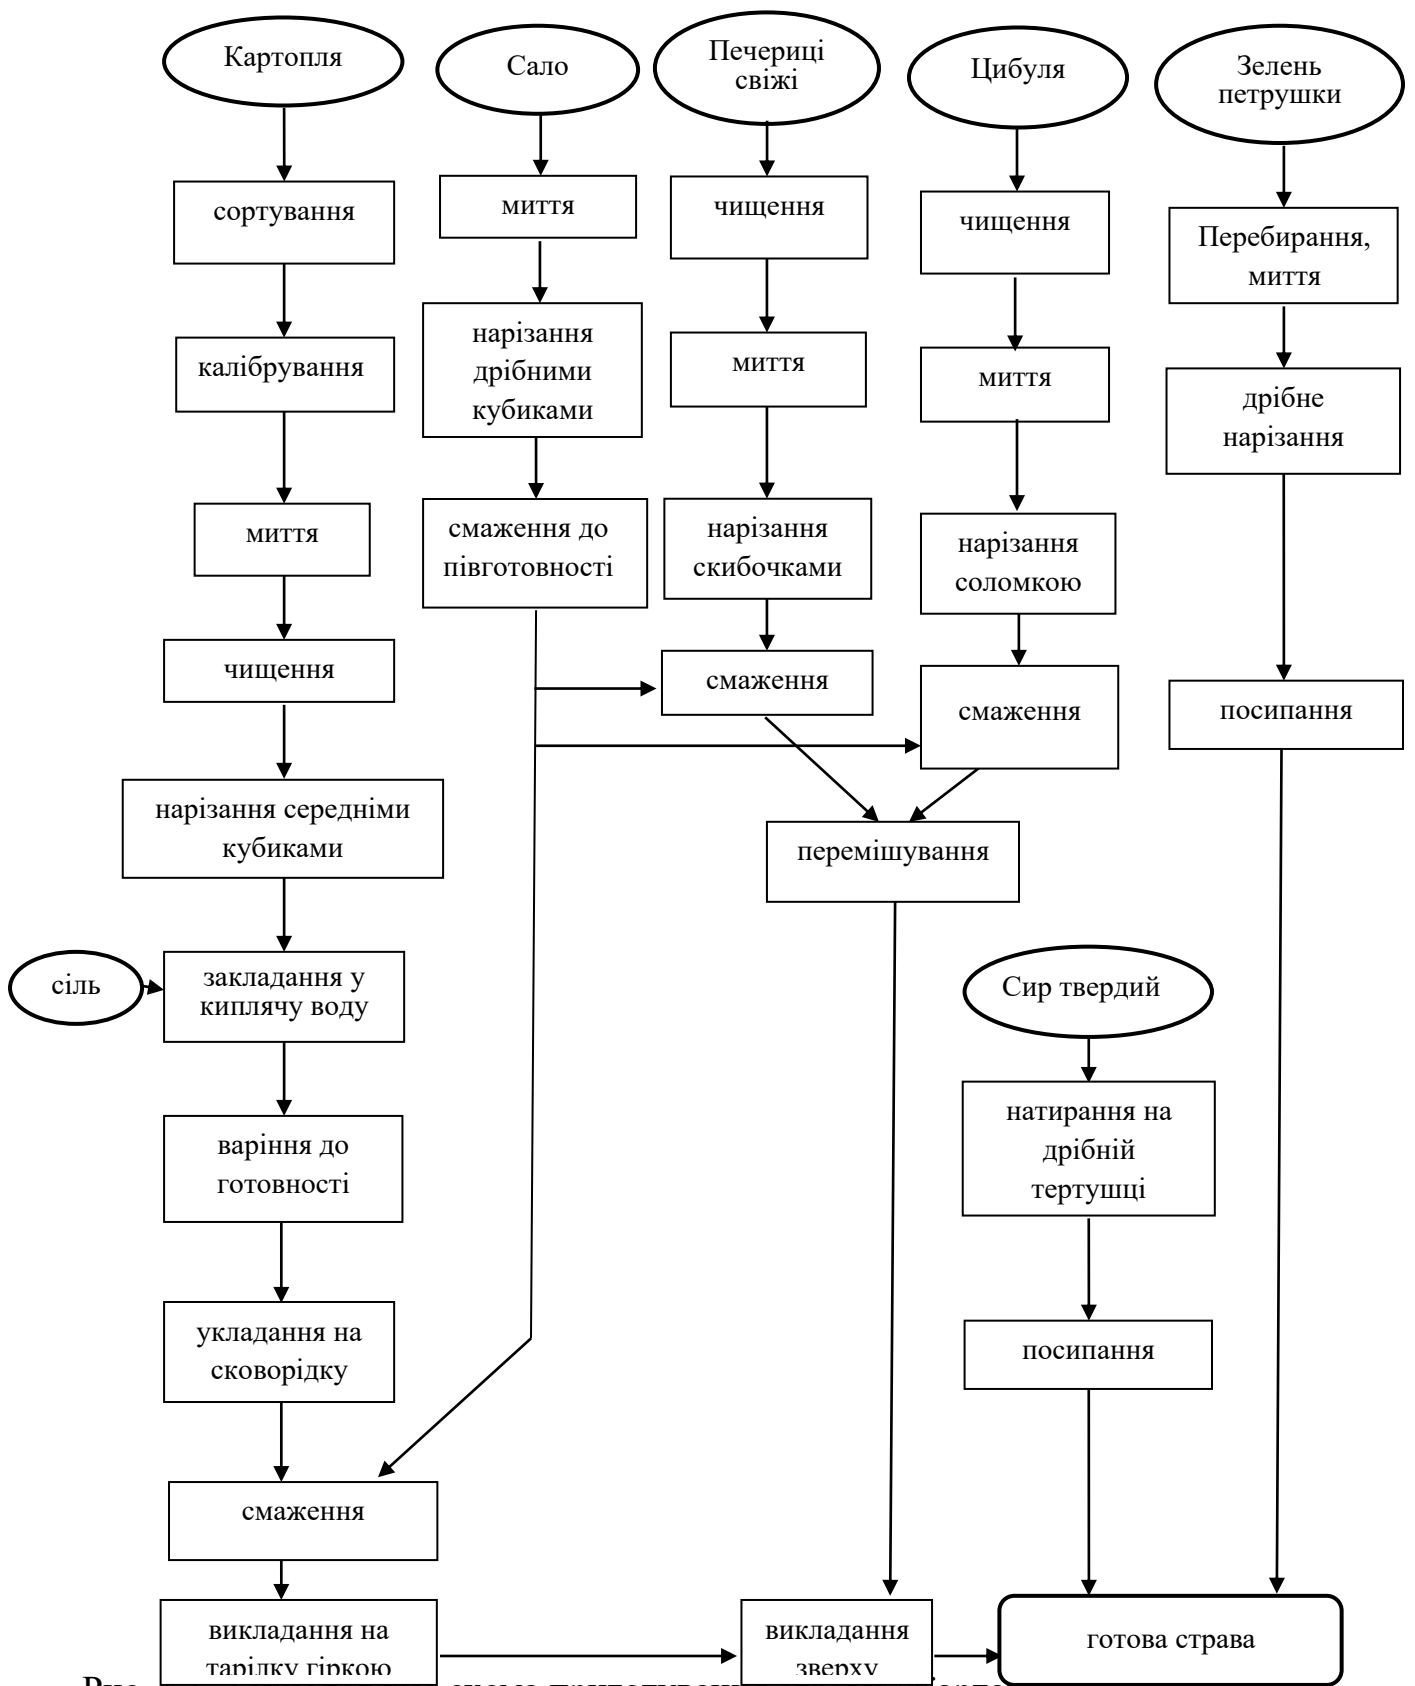 Картопля
Сало
Печериці
свіжі
Цибуля
Зелень
петрушки
сортування
миття
чищення
чищення
Перебирання,
миття
калібрування
нарізання
дрібними
кубиками
миття
миття
дрібне
нарізання
миття
смаження до
півготовності
нарізання
скибочками
нарізання
соломкою
чищення
смаження
смаження
посипання
нарізання середніми
кубиками
перемішування
сіль
закладання у
киплячу воду
Сир твердий
варіння до
готовності
натирання на
дрібній
тертушці
укладання на
сковорідку
посипання
смаження
викладання на
тарілку гіркою
викладання
зверху
готова страва